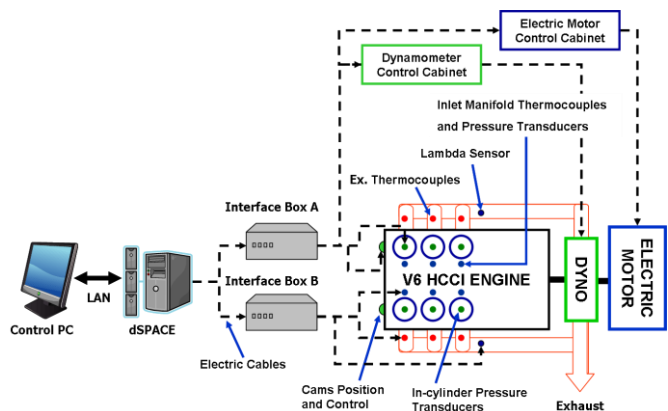 Electric Motor
Control Cabinet
Dynamometer
Control Cabinet
Inlet Manifold Thermocouples
and Pressure Transducers
Lambda Sensor
Ex. Thermocouples
Interface Box A
Interface Box B
V6 HCCI ENGINE
DYNO
ELECTRIC
MOTOR
LAN
Control PC
dSPACE
Electric Cables
Cams Position
and Control
In-cylinder Pressure
Transducers
Exhaust